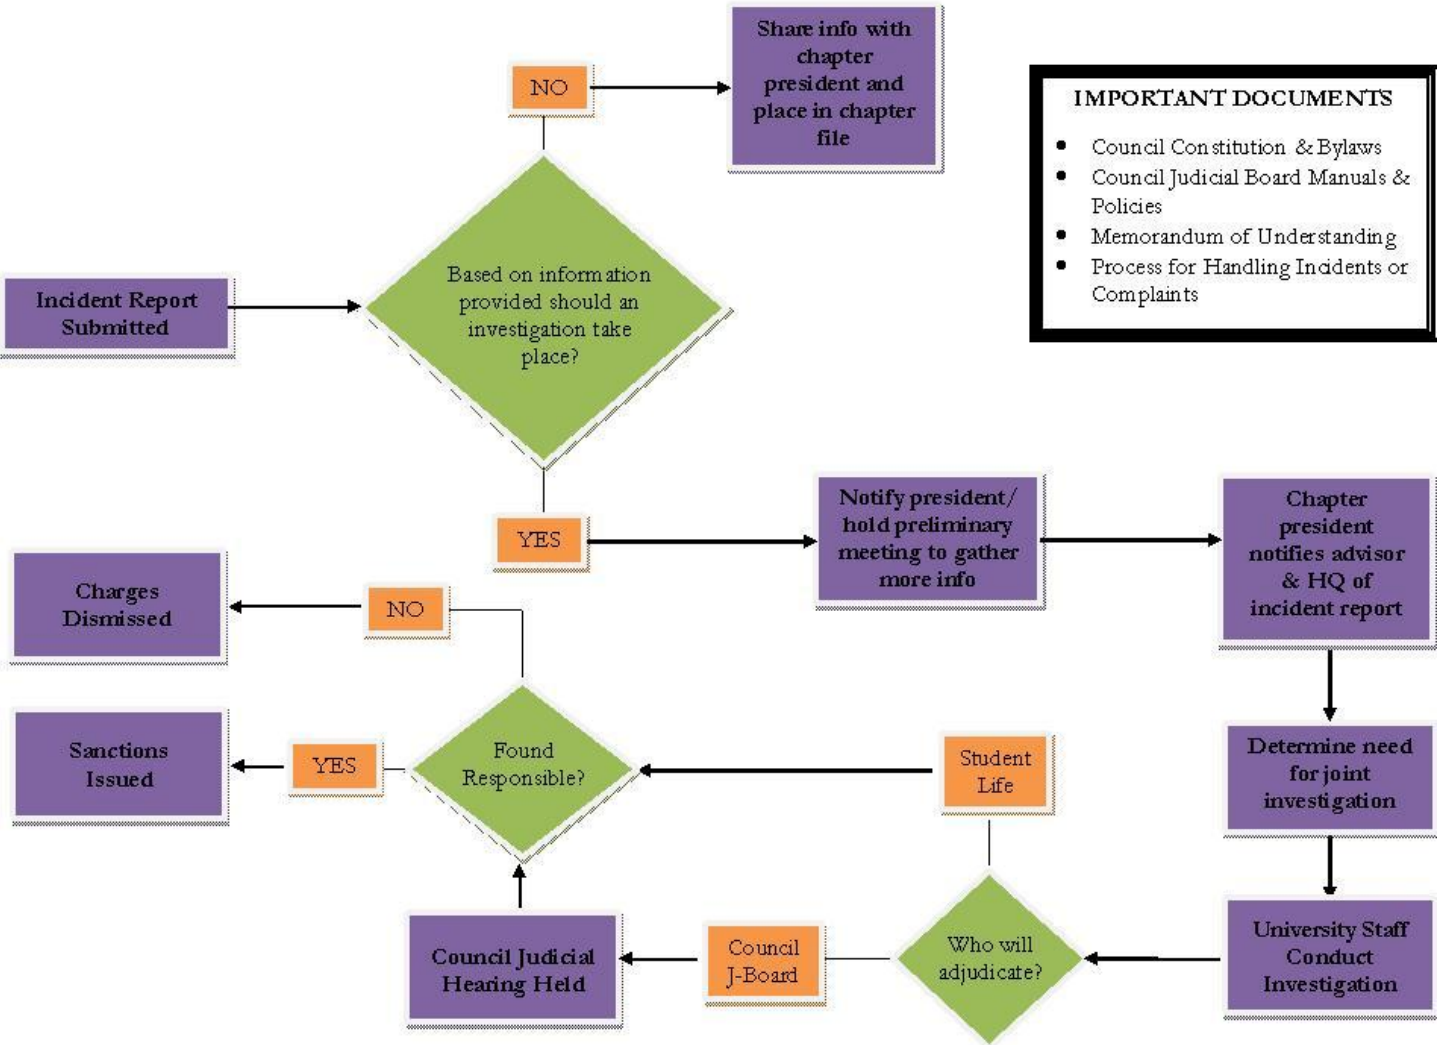 Share info with
chapter
president and
place in chapter
file
NO
IMPORTANT DOCUMENTS
• Council Constitution & Bylaws
• Council Judicial Board Manuals &
Policies
• Memorandum of Understanding
• Process for Handling Incidents or
Complaints
Based on information
provided should an
investigation take
place?
Incident Report
Submitted
YES
Notify president/
hold preliminary
meeting to gather
more info
Chapter
president
notifies advisor
& HQ of
incident report
Charges
Dismissed
NO
Sanctions
Issued
YES
Found
Responsible?
Student
Life
Determine need
for joint
investigation
Council Judicial
Hearing Held
Council
J-Board
Who will
adjudicate?
University Staff
Conduct
Investigation